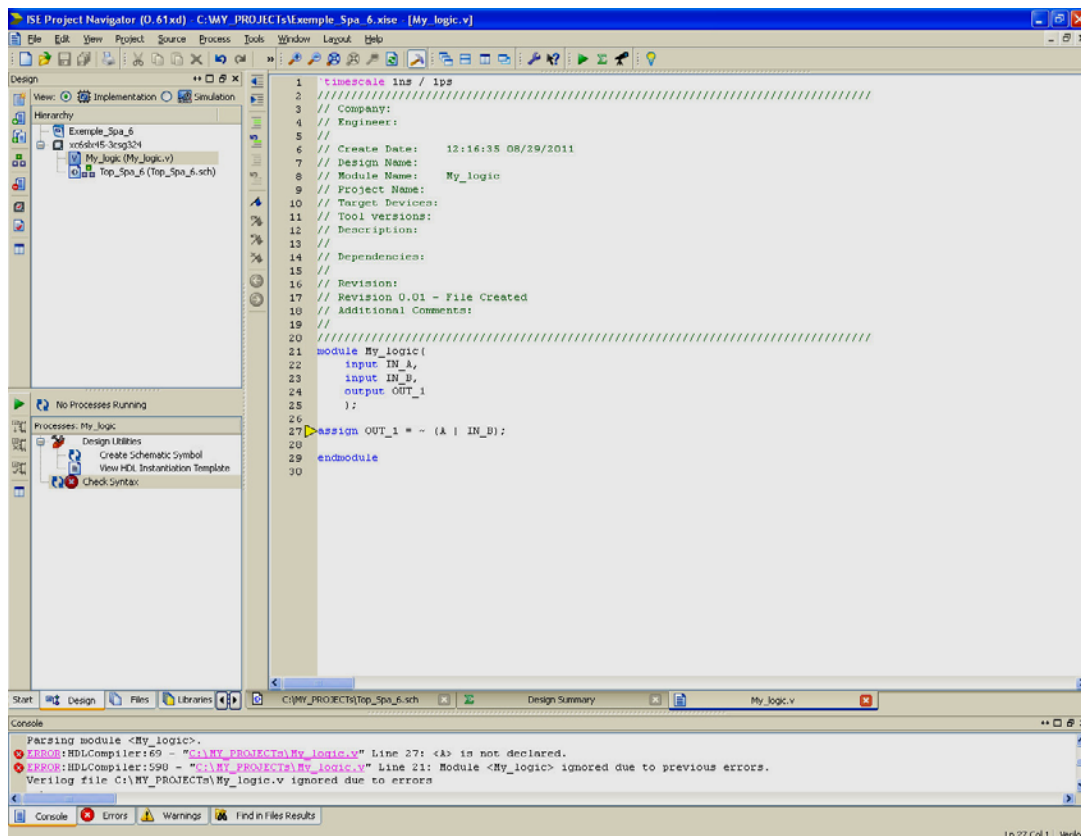 ISE Project Navigator (O.61xd) - C:\MY_PROJECTs\Exemple_Spa_6.xise - [My_logic.v]
File Edit View Project Source Process Tools Window Layout Help
Design
View: Implementation Simulation
Hierarchy
Exemple_Spa_6
xc6slx45-3csg324
My_logic (My_logic.v)
Top_Spa_6 (Top_Spa_6.sch)
No Processes Running
Processes: My_logic
Design Utilities
Create Schematic Symbol
View HDL Instantiation Template
Check Syntax
Start Design Files Libraries
1 `timescale 1ns / 1ps
2 //////////////////////////////////////////////////////////////////////////////////
3 // Company:
4 // Engineer:
5 //
6 // Create Date: 12:16:35 08/29/2011
7 // Design Name:
8 // Module Name: My_logic
9 // Project Name:
10 // Target Devices:
11 // Tool versions:
12 // Description:
13 //
14 // Dependencies:
15 //
16 // Revision:
17 // Revision 0.01 - File Created
18 // Additional Comments:
19 //
20 //////////////////////////////////////////////////////////////////////////////////
21 module My_logic(
22 input IN_A,
23 input IN_B,
24 output OUT_1
25 );
26
27 assign OUT_1 = ~ (A | IN_B);
28
29 endmodule
30
C:\MY_PROJECTs\Top_Spa_6.sch Design Summary My_logic.v
Console
Parsing module <My_logic>.
ERROR:HDLCompiler:69 - "C:\MY_PROJECTs\My_logic.v" Line 27: <A> is not declared.
ERROR:HDLCompiler:598 - "C:\MY_PROJECTs\My_logic.v" Line 21: Module <My_logic> ignored due to previous errors.
Verilog file C:\MY_PROJECTs\My_logic.v ignored due to errors
Console Errors Warnings Find in Files Results
Ln 27 Col 1